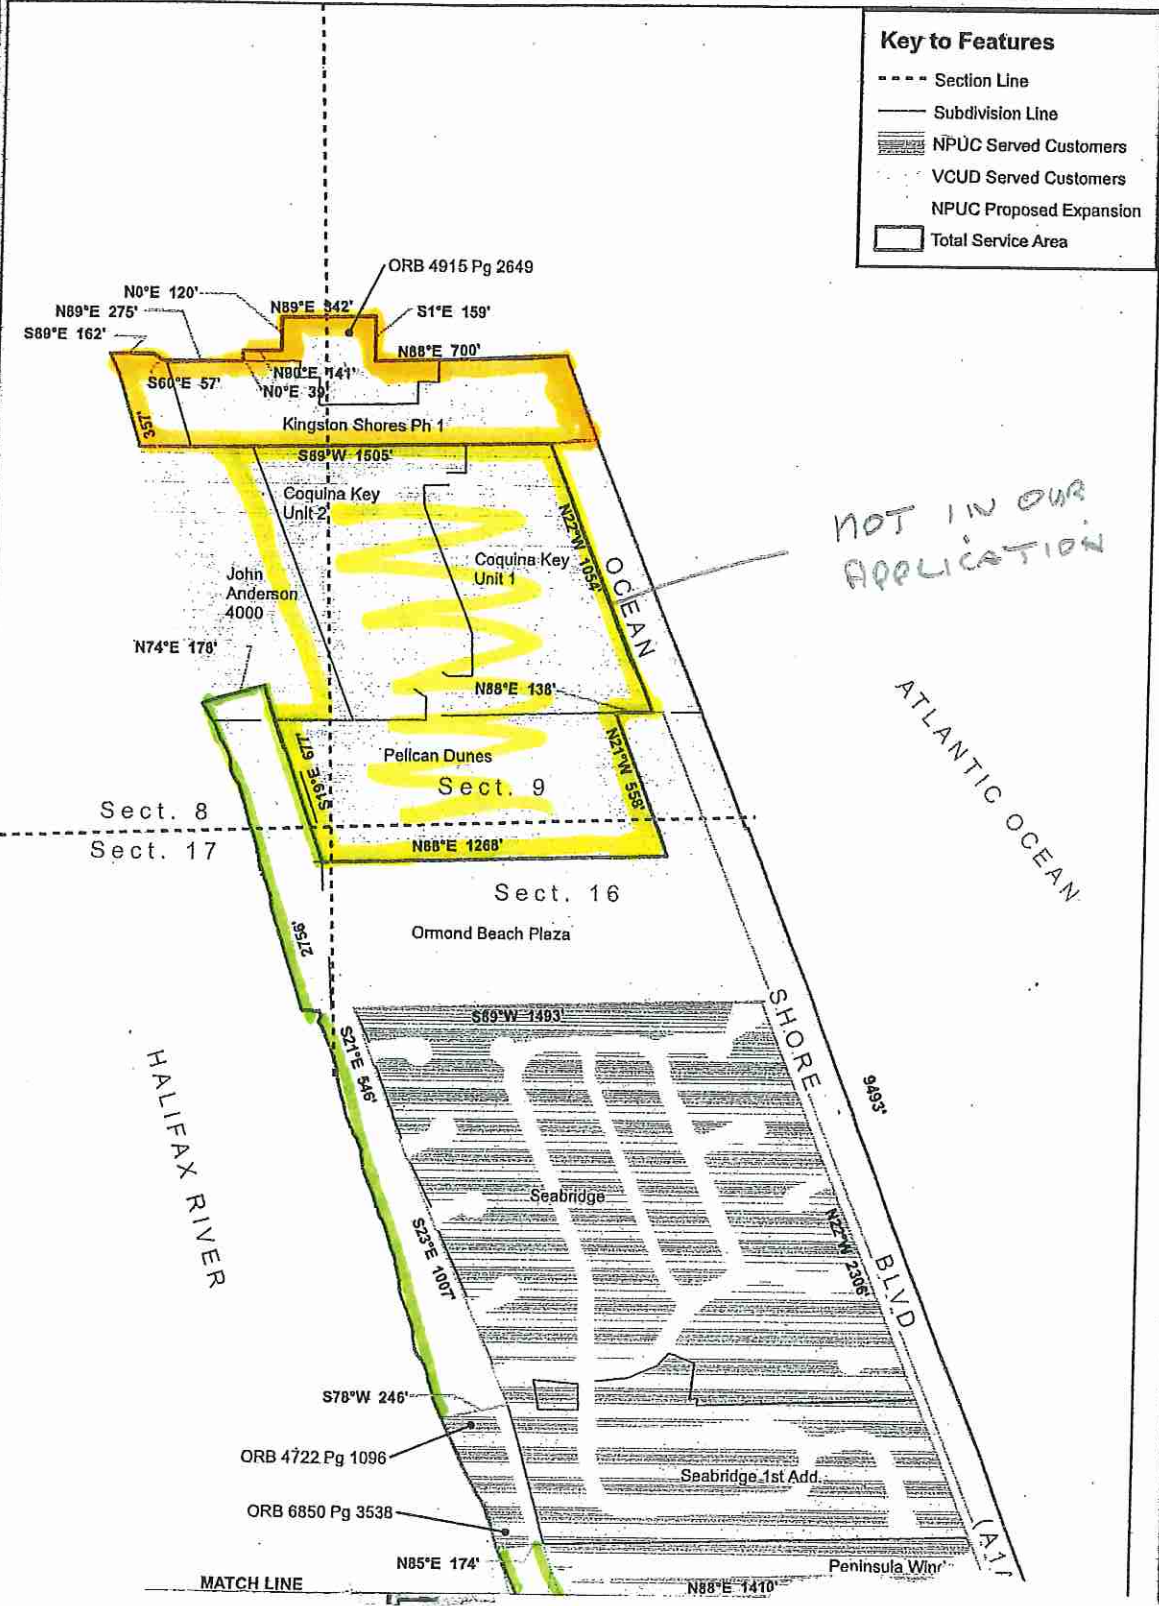 Key to Features
Section Line
Subdivision Line
NPUC Served Customers
VCUD Served Customers
NPUC Proposed Expansion
Total Service Area
ORB 4915 Pg 2649
N0°E 120'
N89°E 342'
S1°E 159'
N89°E 275'
S89°E 162'
N88°E 700'
S60°E 57'
N90°E 141'
N0°E 39'
357'
Kingston Shores Ph 1
S89°W 1505'
Coquina Key
Unit 2
N22°W 1054'
NOT IN OUR
APPLICATION
Coquina Key
Unit 1
John
Anderson
4000
OCEAN
N74°E 178'
N88°E 138'
ATLANTIC OCEAN
S19°E 677'
Pelican Dunes
N21°W 558'
Sect. 9
Sect. 8
Sect. 17
N88°E 1268'
Sect. 16
2756'
Ormond Beach Plaza
S89°W 1493'
SHORE
S21°E 546'
HALIFAX RIVER
9493'
Seabridge
S23°E 1007'
N22°W 2306'
BLVD
S78°W 246'
ORB 4722 Pg 1096
Seabridge 1st Add.
ORB 6850 Pg 3538
(A1
N85°E 174'
Peninsula Win
MATCH LINE
N88°E 1410'